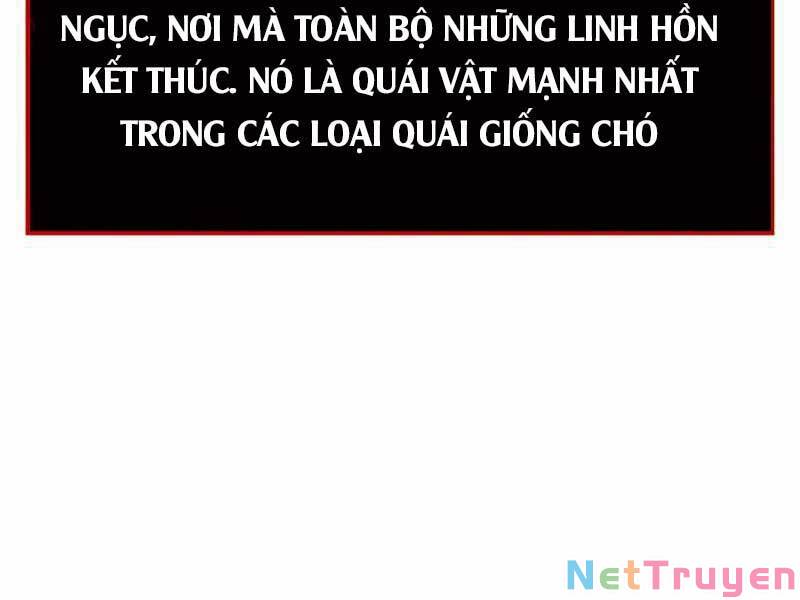 NGỤC, NƠI MÀ TOÀN BỘ NHỮNG LINH HỒN
KẾT THÚC. NÓ LÀ QUÁI VẬT MẠNH NHẤT
TRONG CÁC LOẠI QUÁI GIỐNG CHÓ
NetTruyen